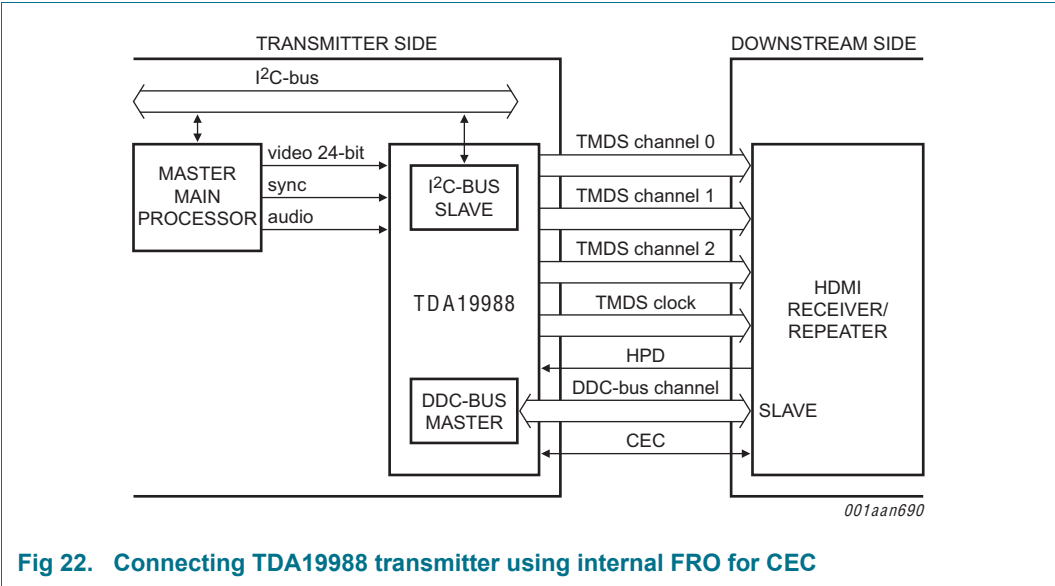 TRANSMITTER SIDE
DOWNSTREAM SIDE
I2C-bus
MASTER
MAIN
PROCESSOR
video 24-bit
sync
audio
I2C-BUS
SLAVE
TDA19988
DDC-BUS
MASTER
TMDS channel 0
TMDS channel 1
TMDS channel 2
TMDS clock
HPD
DDC-bus channel
CEC
HDMI
RECEIVER/
REPEATER
SLAVE
001aan690
Fig 22. Connecting TDA19988 transmitter using internal FRO for CEC